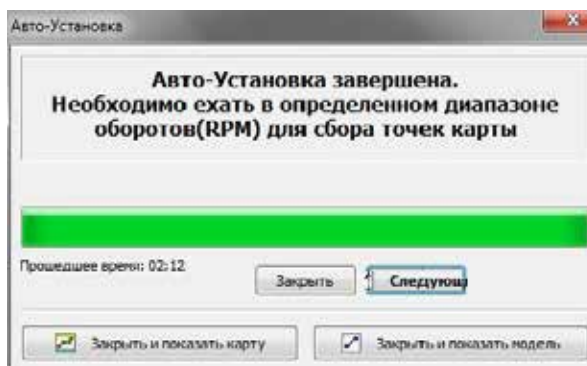 Авто-Установка
Авто-Установка завершена.
Необходимо ехать в определенном диапазоне
оборотов(RPM) для сбора точек карты
Прошедшее время: 02:12
Закрыть
Следующ
Закрыть и показать карту
Закрыть и показать модель